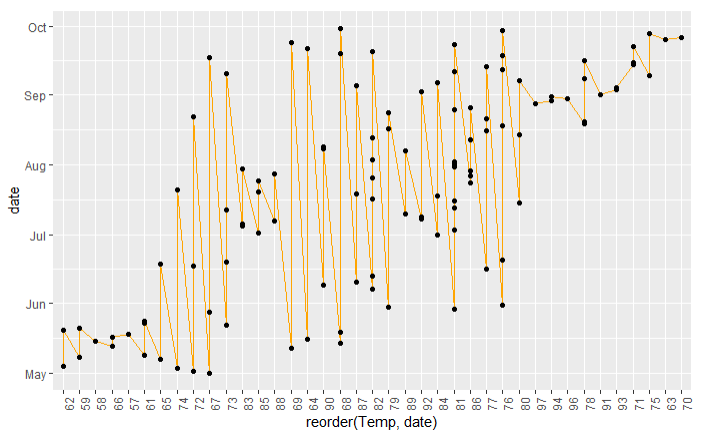 Oct
Sep
Aug
Jul
Jun
May
date
62 59 58 66 57 61 65 74 72 67 73 83 85 88 69 64 90 68 87 82 79 89 92 84 81 86 77 76 80 97 94 96 78 91 93 71 75 63 70
reorder(Temp, date)